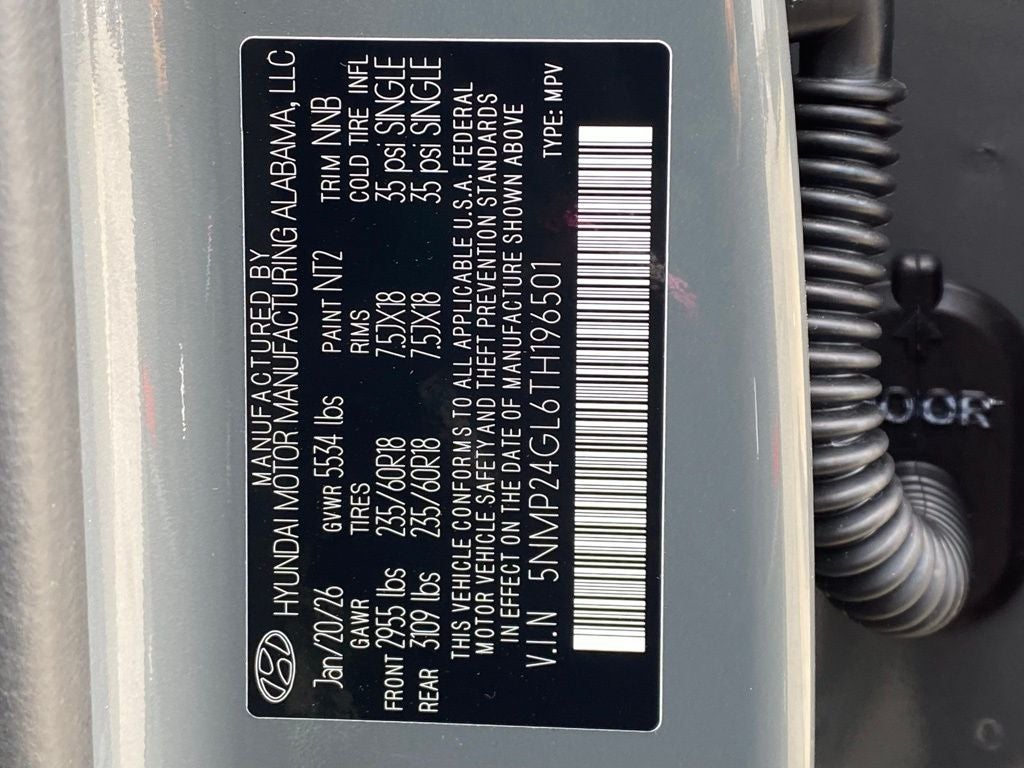 MANUFACTURED BY
HYUNDAI MOTOR MANUFACTURING ALABAMA, LLC
Jan/20/26 GVWR 5534 lbs PAINT NT2 TRIM NNB
GAWR TIRES RIMS COLD TIRE INFL
FRONT 2955 lbs 235/60R18 7.5JX18 35 psi SINGLE
REAR 3109 lbs 235/60R18 7.5JX18 35 psi SINGLE
THIS VEHICLE CONFORMS TO ALL APPLICABLE U.S.A. FEDERAL
MOTOR VEHICLE SAFETY AND THEFT PREVENTION STANDARDS
IN EFFECT ON THE DATE OF MANUFACTURE SHOWN ABOVE
V.I.N 5NMP24GL6TH196501 TYPE: MPV